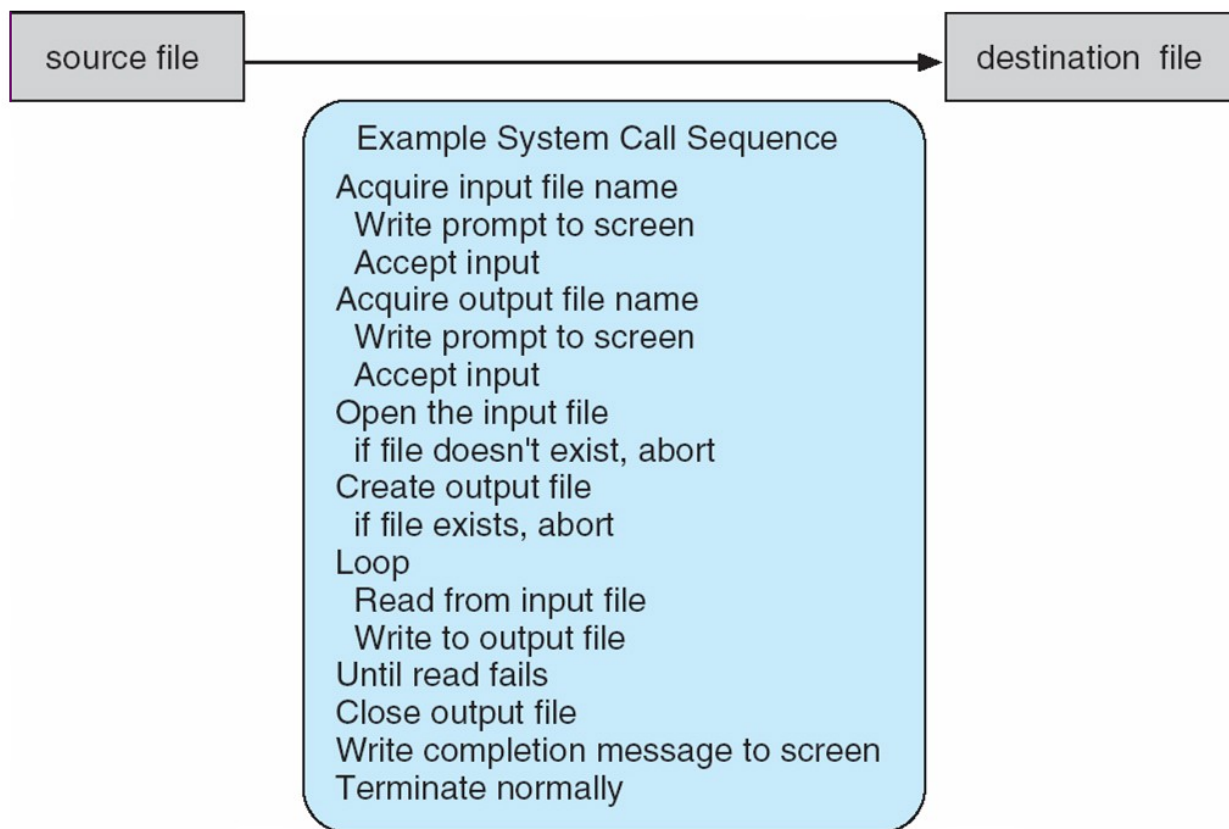 source file
destination file
Example System Call Sequence
Acquire input file name
Write prompt to screen
Accept input
Acquire output file name
Write prompt to screen
Accept input
Open the input file
if file doesn't exist, abort
Create output file
if file exists, abort
Loop
Read from input file
Write to output file
Until read fails
Close output file
Write completion message to screen
Terminate normally